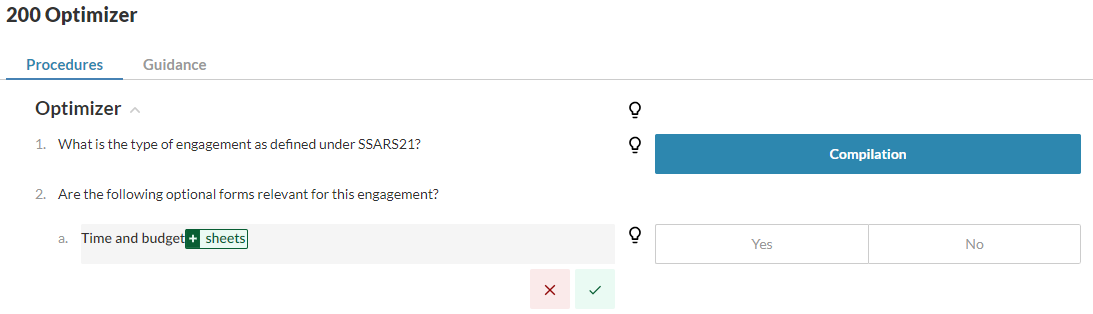 200 Optimizer
Procedures Guidance
Optimizer
1. What is the type of engagement as defined under SSARS21?
Compilation
2. Are the following optional forms relevant for this engagement?
a. Time and budget + sheets
Yes No